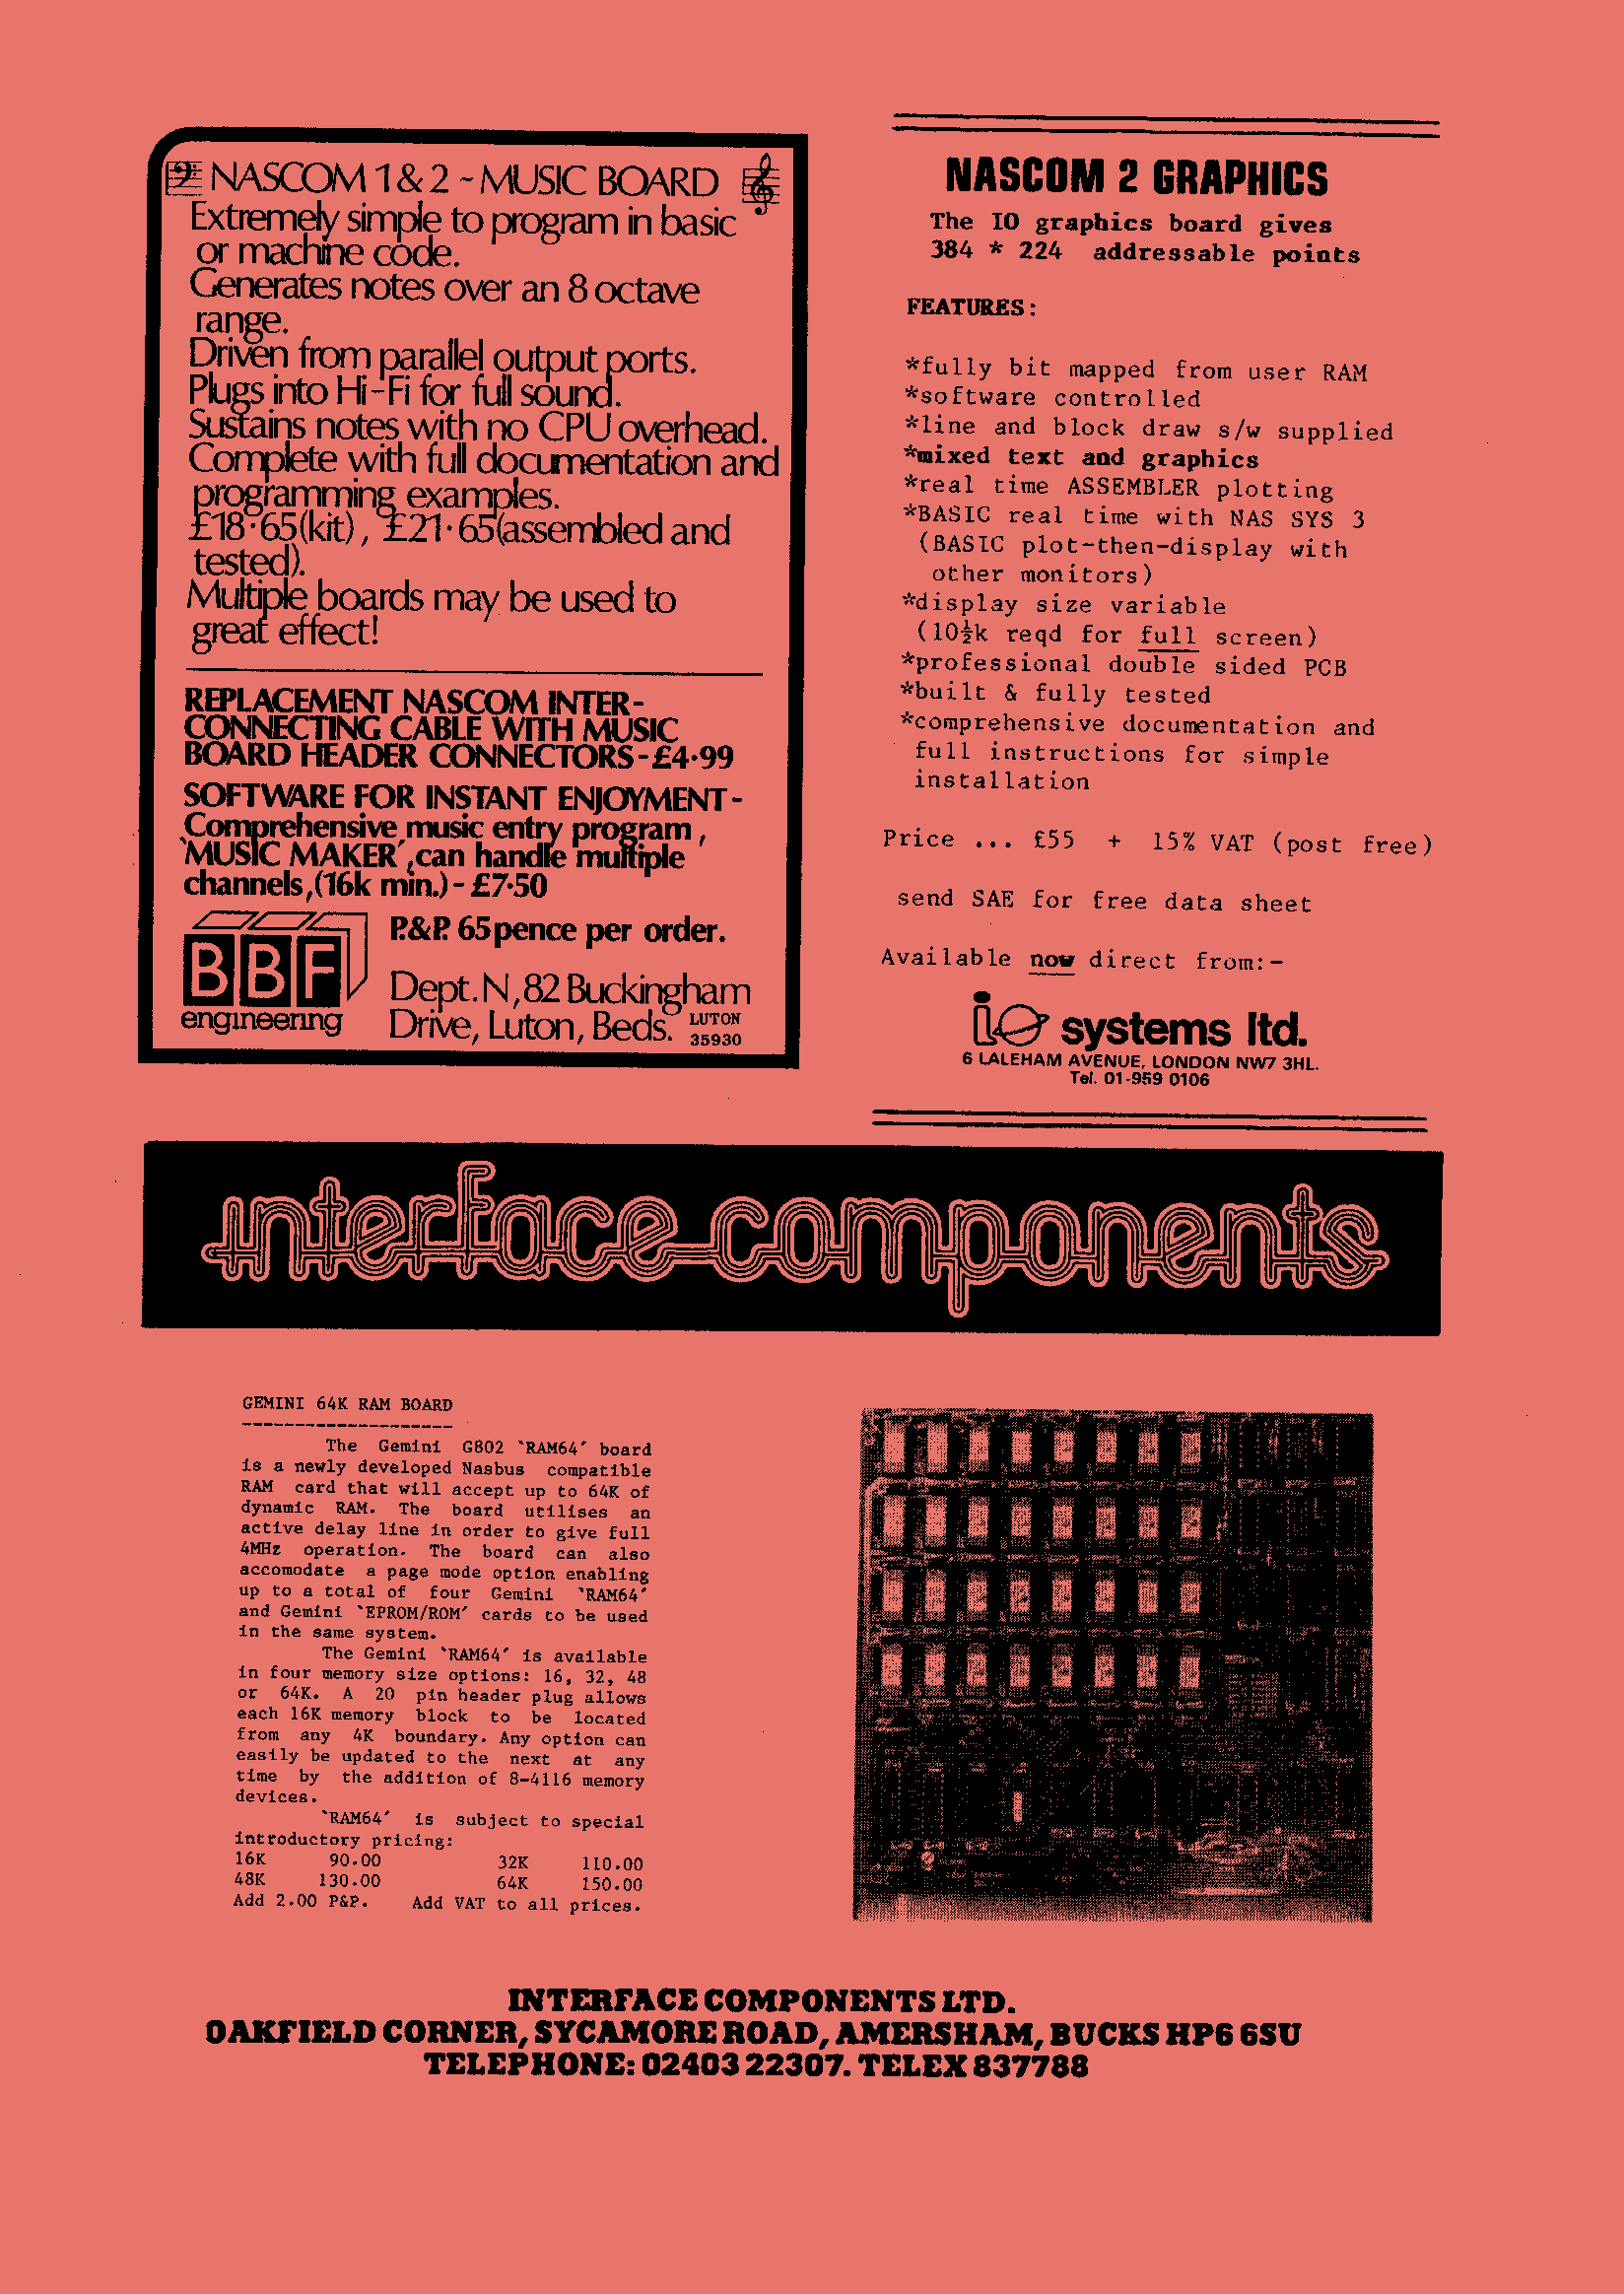 NASCOM 1 & 2 ~ MUSIC BOARD
Extremely simple to program in basic
or machine code.
Generates notes over an 8 octave
range.
Driven from parallel output ports.
Plugs into Hi-Fi for full sound.
Sustains notes with no CPU overhead.
Complete with full documentation and
programming examples.
£18·65(kit), £21·65(assembled and
tested).
Multiple boards may be used to
great effect!
REPLACEMENT NASCOM INTER-
CONNECTING CABLE WITH MUSIC
BOARD HEADER CONNECTORS-£4·99
SOFTWARE FOR INSTANT ENJOYMENT-
Comprehensive music entry program,
'MUSIC MAKER', can handle multiple
channels,(16k min.)-£7·50
BBF
engineering
P.&P. 65 pence per order.
Dept. N, 82 Buckingham
Drive, Luton, Beds. LUTON
35930
NASCOM 2 GRAPHICS
The IO graphics board gives
384 * 224 addressable points
FEATURES:
*fully bit mapped from user RAM
*software controlled
*line and block draw s/w supplied
*mixed text and graphics
*real time ASSEMBLER plotting
*BASIC real time with NAS SYS 3
(BASIC plot-then-display with
other monitors)
*display size variable
(10½k reqd for full screen)
*professional double sided PCB
*built & fully tested
*comprehensive documentation and
full instructions for simple
installation
Price ... £55 + 15% VAT (post free)
send SAE for free data sheet
Available now direct from:-
io systems ltd.
6 LALEHAM AVENUE, LONDON NW7 3HL.
Tel. 01-959 0106
interface components
GEMINI 64K RAM BOARD
--------------------
The Gemini G802 `RAM64' board
is a newly developed Nasbus compatible
RAM card that will accept up to 64K of
dynamic RAM. The board utilises an
active delay line in order to give full
4MHz operation. The board can also
accomodate a page mode option enabling
up to a total of four Gemini `RAM64'
and Gemini `EPROM/ROM' cards to be used
in the same system.
The Gemini `RAM64' is available
in four memory size options: 16, 32, 48
or 64K. A 20 pin header plug allows
each 16K memory block to be located
from any 4K boundary. Any option can
easily be updated to the next at any
time by the addition of 8-4116 memory
devices.
`RAM64' is subject to special
introductory pricing:
16K 90.00 32K 110.00
48K 130.00 64K 150.00
Add 2.00 P&P. Add VAT to all prices.
INTERFACE COMPONENTS LTD.
OAKFIELD CORNER, SYCAMORE ROAD, AMERSHAM, BUCKS HP6 6SU
TELEPHONE: 02403 22307. TELEX 837788